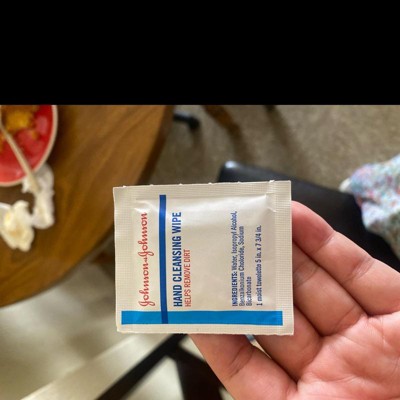 Johnson & Johnson
HAND CLEANSING WIPE
HELPS REMOVE DIRT
INGREDIENTS: Water, Isopropyl Alcohol,
Benzalkonium Chloride, Sodium
Bicarbonate
1 moist towelette 5 in. x 7 3/4 in.